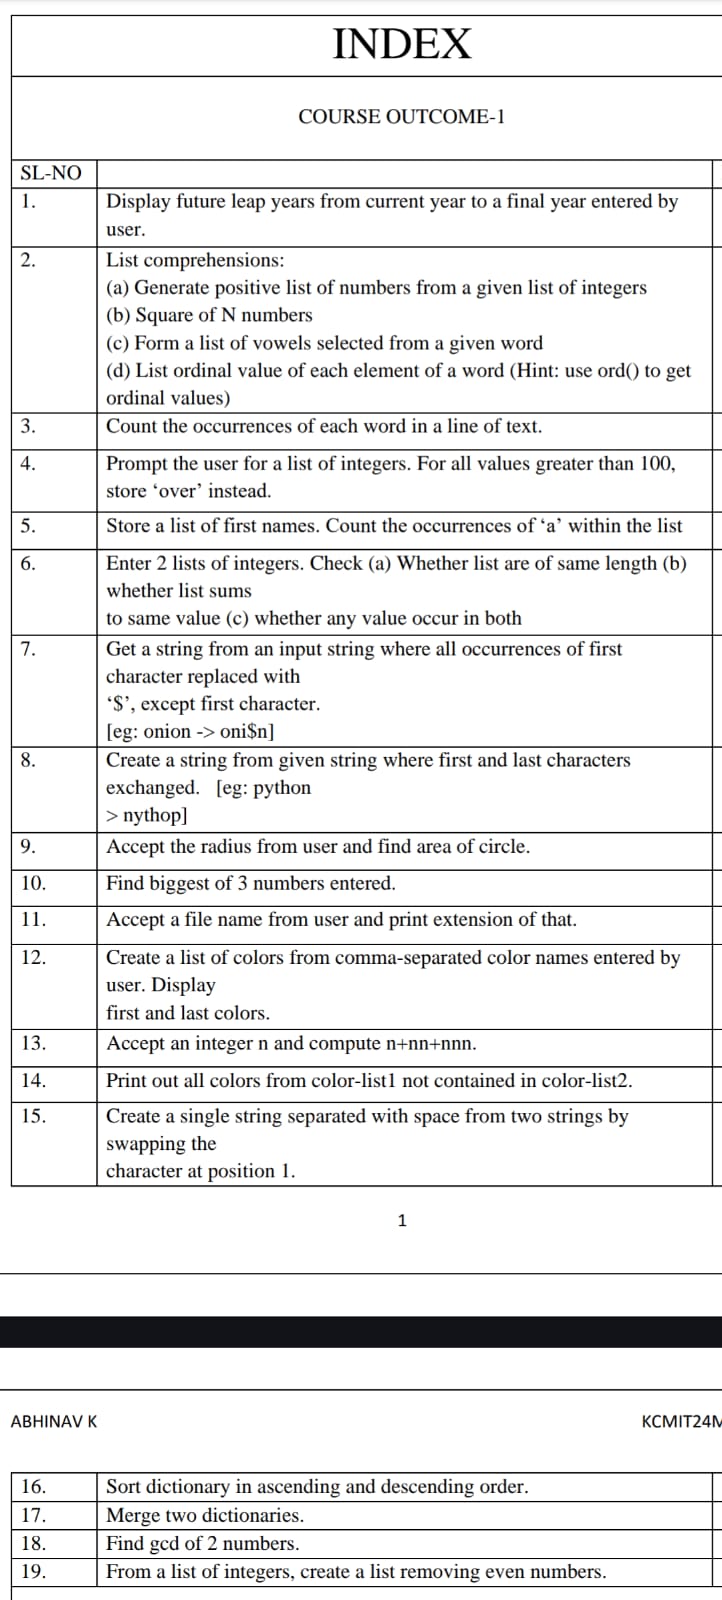 INDEX
COURSE OUTCOME-1
SL-NO
1. Display future leap years from current year to a final year entered by
user.
2. List comprehensions:
(a) Generate positive list of numbers from a given list of integers
(b) Square of N numbers
(c) Form a list of vowels selected from a given word
(d) List ordinal value of each element of a word (Hint: use ord() to get
ordinal values)
3. Count the occurrences of each word in a line of text.
4. Prompt the user for a list of integers. For all values greater than 100,
store ‘over’ instead.
5. Store a list of first names. Count the occurrences of ‘a’ within the list
6. Enter 2 lists of integers. Check (a) Whether list are of same length (b)
whether list sums
to same value (c) whether any value occur in both
7. Get a string from an input string where all occurrences of first
character replaced with
‘$’, except first character.
[eg: onion -> oni$n]
8. Create a string from given string where first and last characters
exchanged. [eg: python
> nythop]
9. Accept the radius from user and find area of circle.
10. Find biggest of 3 numbers entered.
11. Accept a file name from user and print extension of that.
12. Create a list of colors from comma-separated color names entered by
user. Display
first and last colors.
13. Accept an integer n and compute n+nn+nnn.
14. Print out all colors from color-list1 not contained in color-list2.
15. Create a single string separated with space from two strings by
swapping the
character at position 1.
1
ABHINAV K KCMIT24M
16. Sort dictionary in ascending and descending order.
17. Merge two dictionaries.
18. Find gcd of 2 numbers.
19. From a list of integers, create a list removing even numbers.